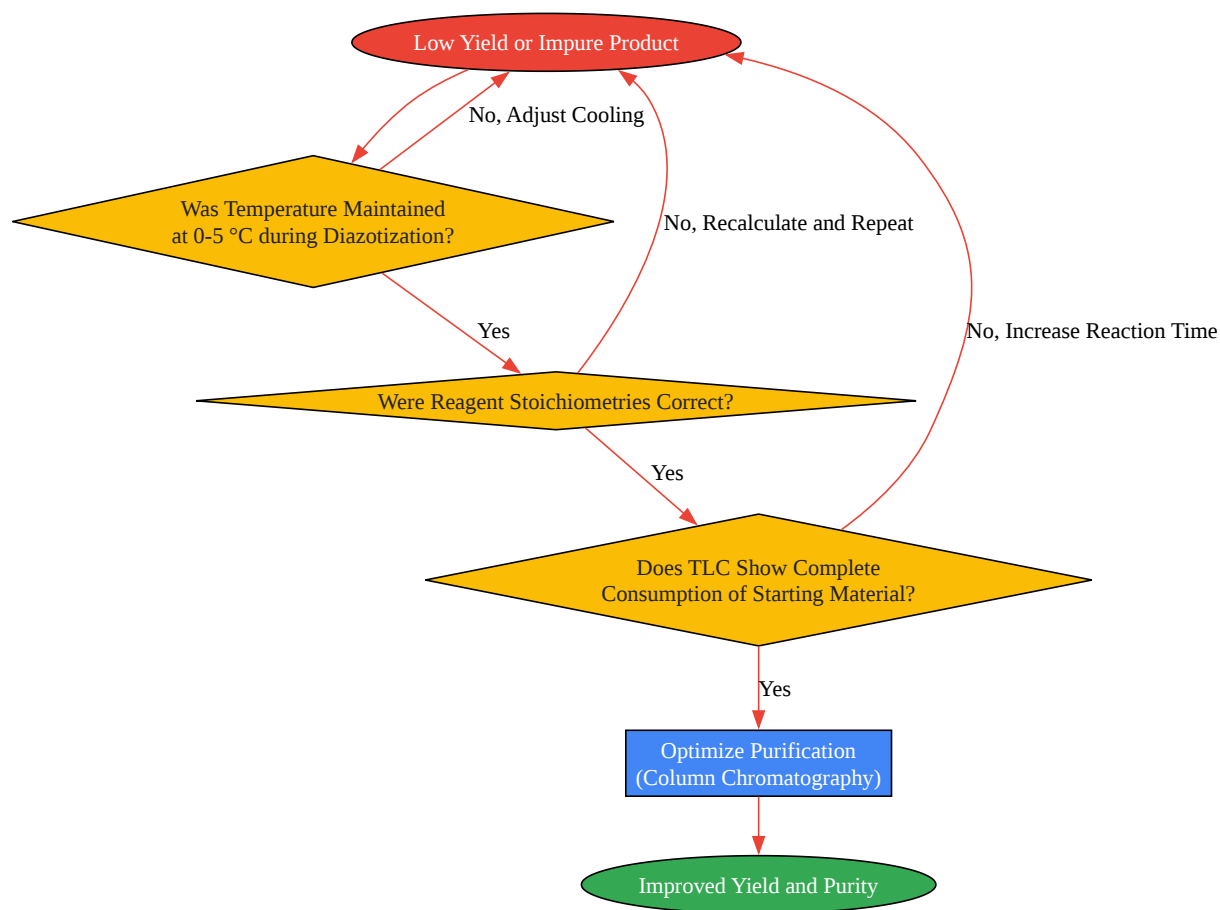 Low Yield or Impure Product
No, Adjust Cooling
Was Temperature Maintained
at 0-5 °C during Diazotization?
No, Recalculate and Repeat
Yes
No, Increase Reaction Time
Were Reagent Stoichiometries Correct?
Yes
Does TLC Show Complete
Consumption of Starting Material?
Yes
Optimize Purification
(Column Chromatography)
Improved Yield and Purity